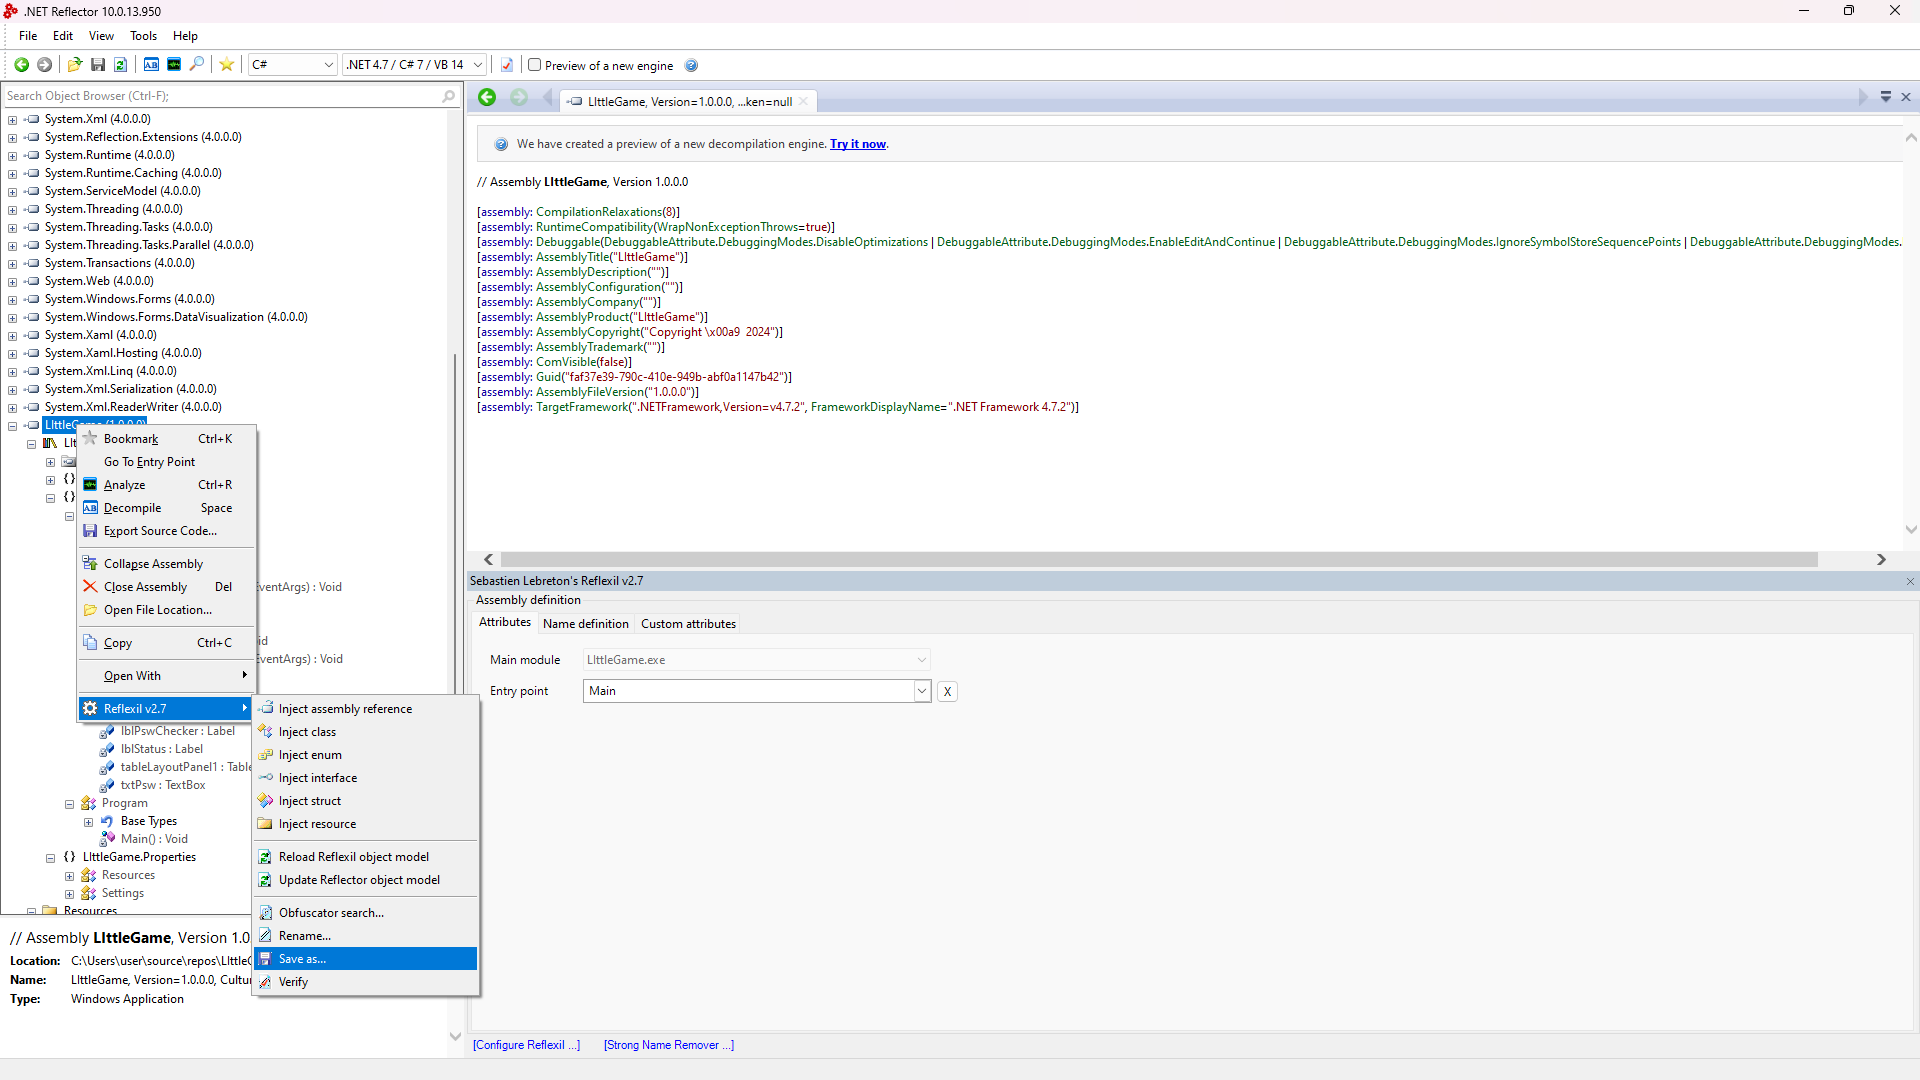 .NET Reflector 10.0.13.950
File Edit View Tools Help
C# .NET 4.7 / C# 7 / VB 14 Preview of a new engine
Search Object Browser (Ctrl-F);
System.Xml (4.0.0.0)
System.Reflection.Extensions (4.0.0.0)
System.Runtime (4.0.0.0)
System.Runtime.Caching (4.0.0.0)
System.ServiceModel (4.0.0.0)
System.Threading (4.0.0.0)
System.Threading.Tasks (4.0.0.0)
System.Threading.Tasks.Parallel (4.0.0.0)
System.Transactions (4.0.0.0)
System.Web (4.0.0.0)
System.Windows.Forms (4.0.0.0)
System.Windows.Forms.DataVisualization (4.0.0.0)
System.Xaml (4.0.0.0)
System.Xaml.Hosting (4.0.0.0)
System.Xml.Linq (4.0.0.0)
System.Xml.Serialization (4.0.0.0)
System.Xml.ReaderWriter (4.0.0.0)
LIttleGame (1.0.0.0)
LIt
{}
{}
EventArgs) : Void
id
EventArgs) : Void
Bookmark Ctrl+K
Go To Entry Point
Analyze Ctrl+R
Decompile Space
Export Source Code...
Collapse Assembly
Close Assembly Del
Open File Location...
Copy Ctrl+C
Open With
Reflexil v2.7
lblPswChecker : Label
lblStatus : Label
tableLayoutPanel1 : Table
txtPsw : TextBox
Program
Base Types
Main() : Void
{} LIttleGame.Properties
Resources
Settings
Resources
Inject assembly reference
Inject class
Inject enum
Inject interface
Inject struct
Inject resource
Reload Reflexil object model
Update Reflector object model
Obfuscator search...
Rename...
Save as...
Verify
// Assembly LIttleGame, Version 1.0
Location: C:\Users\user\source\repos\LIttleG
Name: LIttleGame, Version=1.0.0.0, Cultu
Type: Windows Application
LIttleGame, Version=1.0.0.0, ...ken=null
We have created a preview of a new decompilation engine. Try it now.
// Assembly LIttleGame, Version 1.0.0.0
[assembly: CompilationRelaxations(8)]
[assembly: RuntimeCompatibility(WrapNonExceptionThrows=true)]
[assembly: Debuggable(DebuggableAttribute.DebuggingModes.DisableOptimizations | DebuggableAttribute.DebuggingModes.EnableEditAndContinue | DebuggableAttribute.DebuggingModes.IgnoreSymbolStoreSequencePoints | DebuggableAttribute.DebuggingModes.
[assembly: AssemblyTitle("LIttleGame")]
[assembly: AssemblyDescription("")]
[assembly: AssemblyConfiguration("")]
[assembly: AssemblyCompany("")]
[assembly: AssemblyProduct("LIttleGame")]
[assembly: AssemblyCopyright("Copyright \x00a9  2024")]
[assembly: AssemblyTrademark("")]
[assembly: ComVisible(false)]
[assembly: Guid("faf37e39-790c-410e-949b-abf0a1147b42")]
[assembly: AssemblyFileVersion("1.0.0.0")]
[assembly: TargetFramework(".NETFramework,Version=v4.7.2", FrameworkDisplayName=".NET Framework 4.7.2")]
Sebastien Lebreton's Reflexil v2.7
Assembly definition
Attributes Name definition Custom attributes
Main module LIttleGame.exe
Entry point Main X
[Configure Reflexil ...] [Strong Name Remover ...]